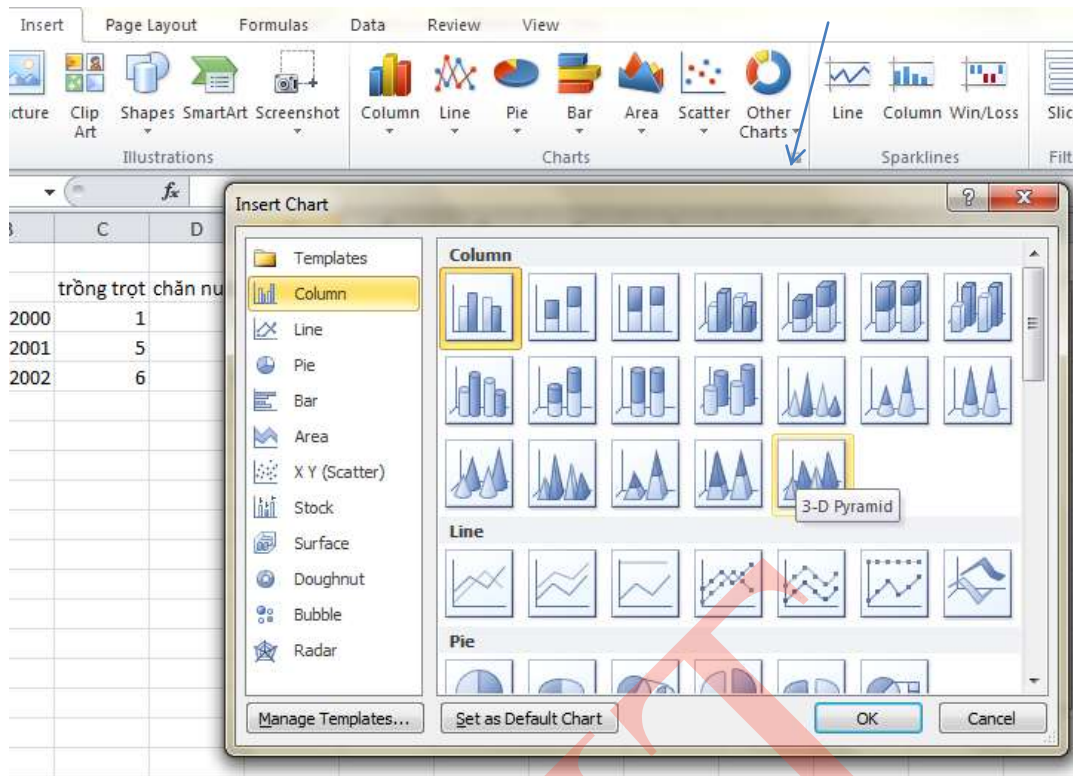 Insert Page Layout Formulas Data Review View
cture Clip Art Shapes SmartArt Screenshot Column Line Pie Bar Area Scatter Other Charts Line Column Win/Loss Slic
Illustrations Charts Sparklines Filt
fx
Insert Chart
C D
trồng trọt chăn nu
2000 1
2001 5
2002 6
Templates
Column
Line
Pie
Bar
Area
X Y (Scatter)
Stock
Surface
Doughnut
Bubble
Radar
Column
3-D Pyramid
Line
Pie
Manage Templates...
Set as Default Chart
OK
Cancel